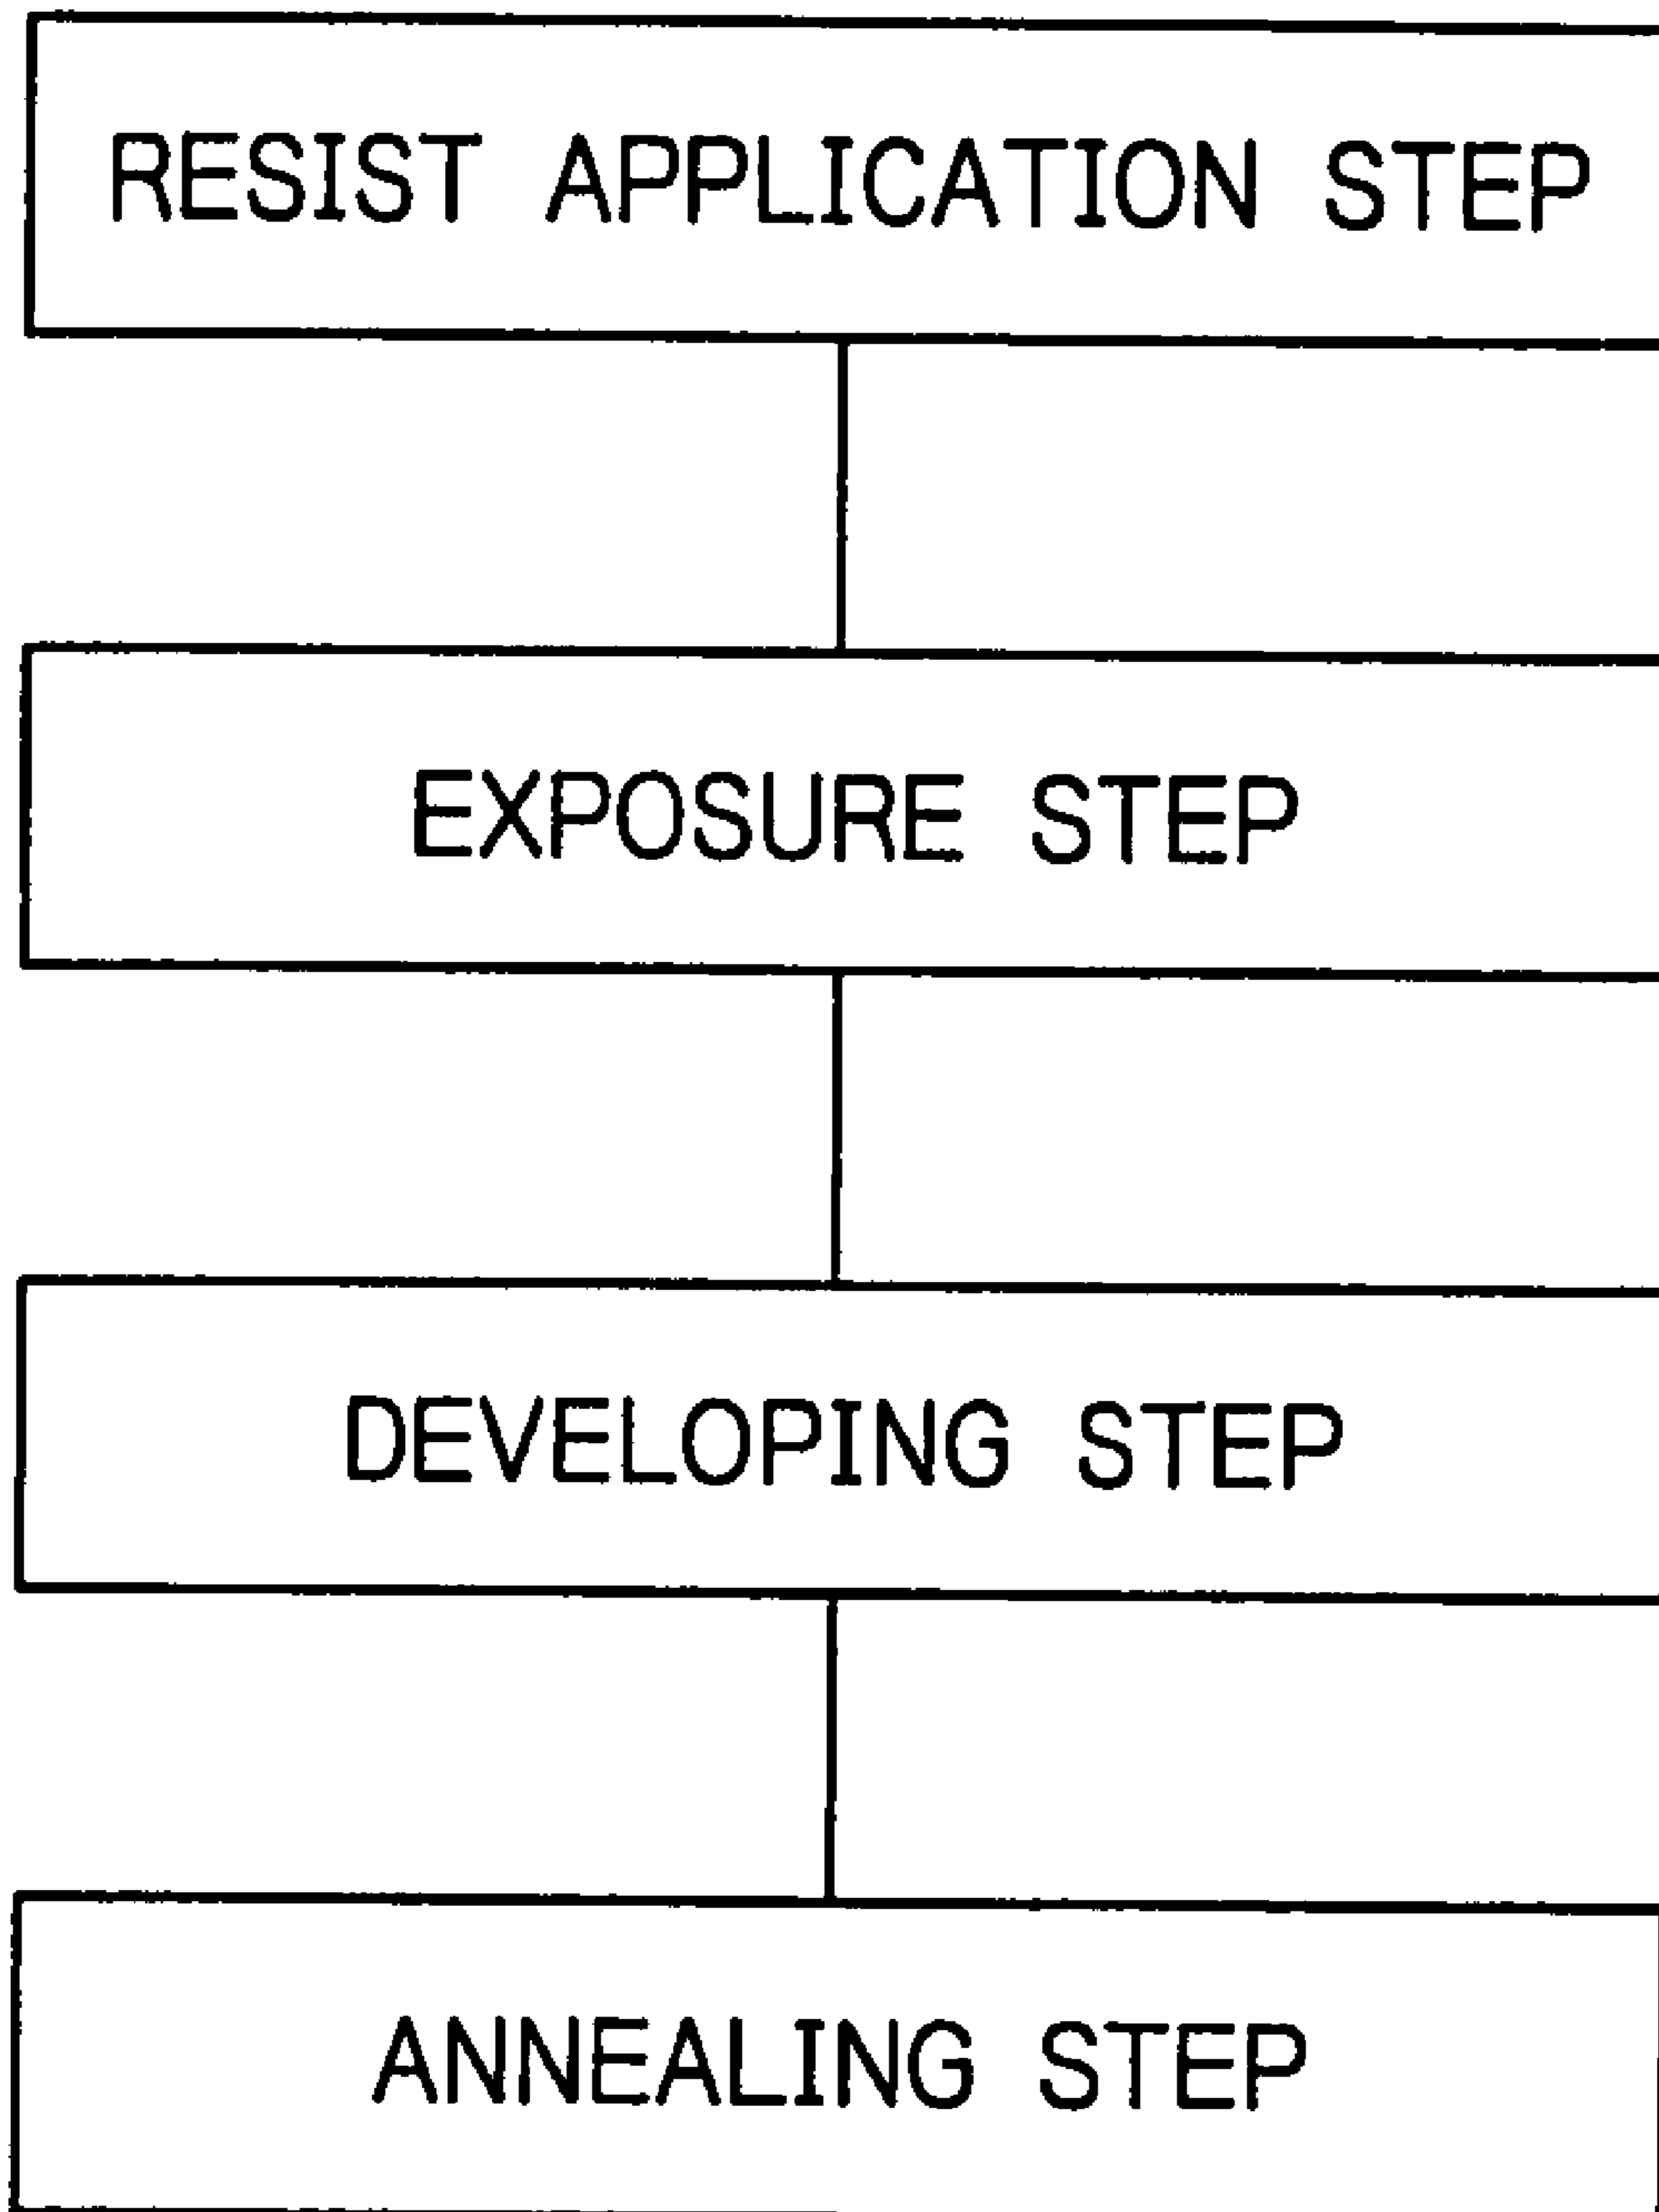 RESIST APPLICATION STEP
EXPOSURE STEP
DEVELOPING STEP
ANNEALING STEP